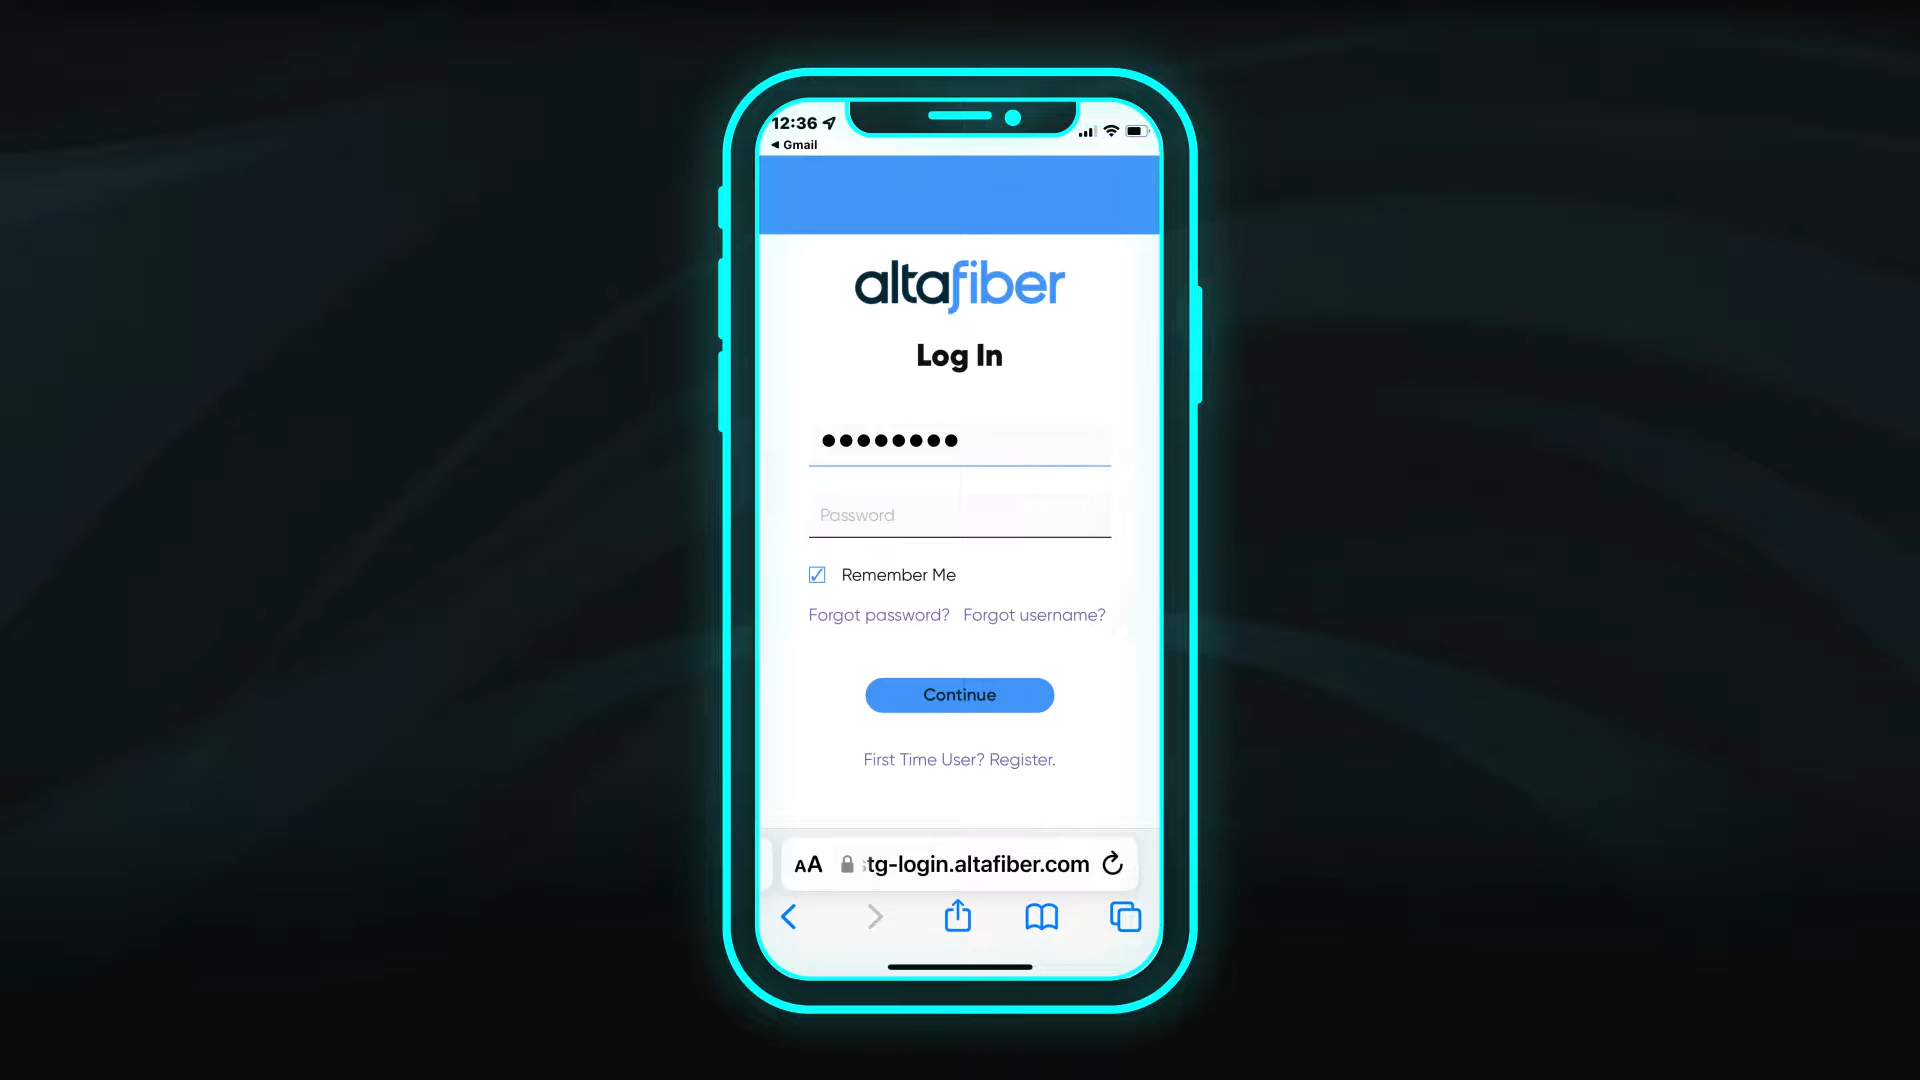 12:36
◄ Gmail
altafiber
Log In
●●●●●●●●
Password
Remember Me
Forgot password? Forgot username?
Continue
First Time User? Register.
AA stg-login.altafiber.com